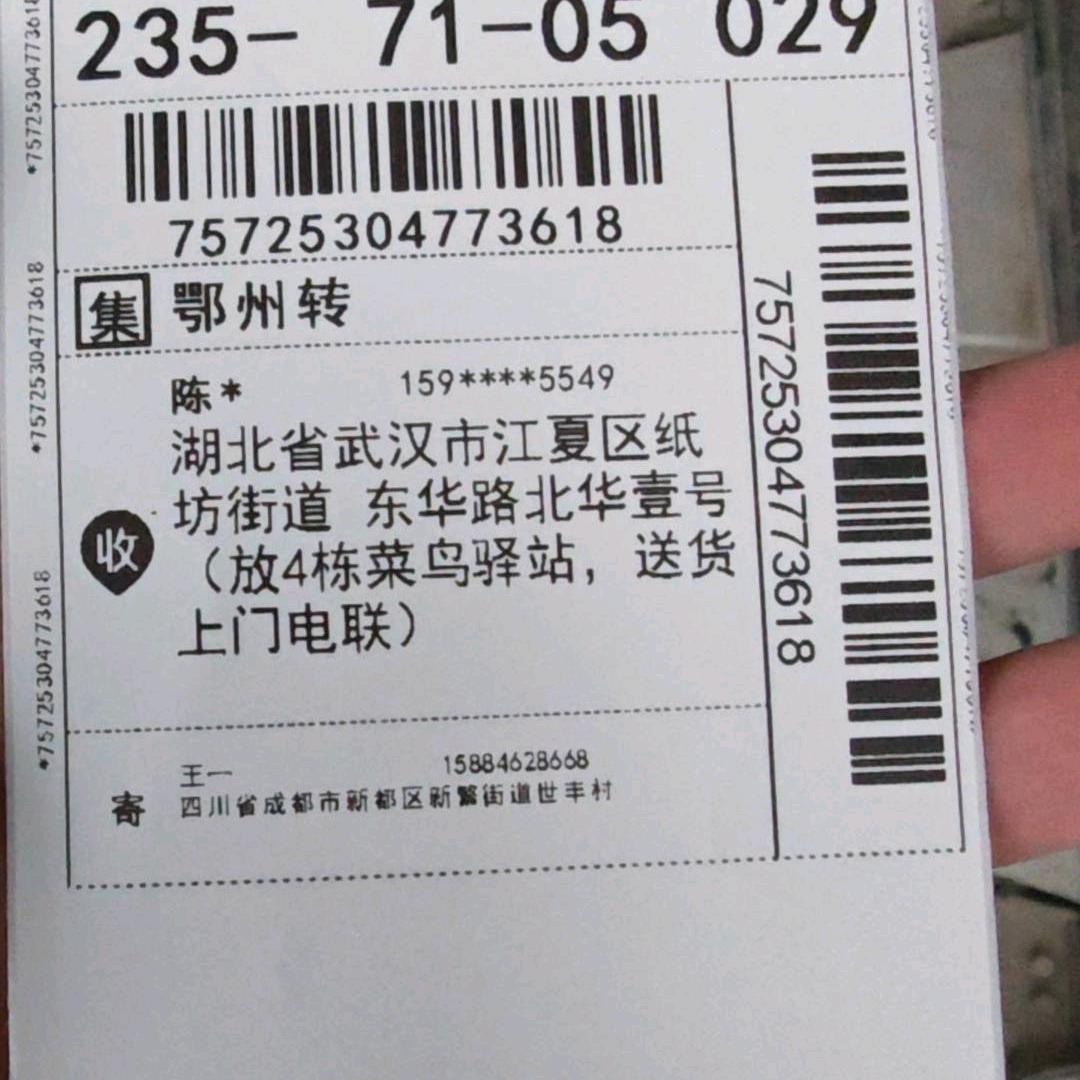 235- 71-05 029
75725304773618
集 鄂州转
陈* 159****5549
湖北省武汉市江夏区纸
坊街道 东华路北华壹号
（放4栋菜鸟驿站，送货
上门电联）
收
王一 15884628668
四川省成都市新都区新繁街道世丰村
寄
75725304773618
*75725304773618
*75725304773618
*75725304773618